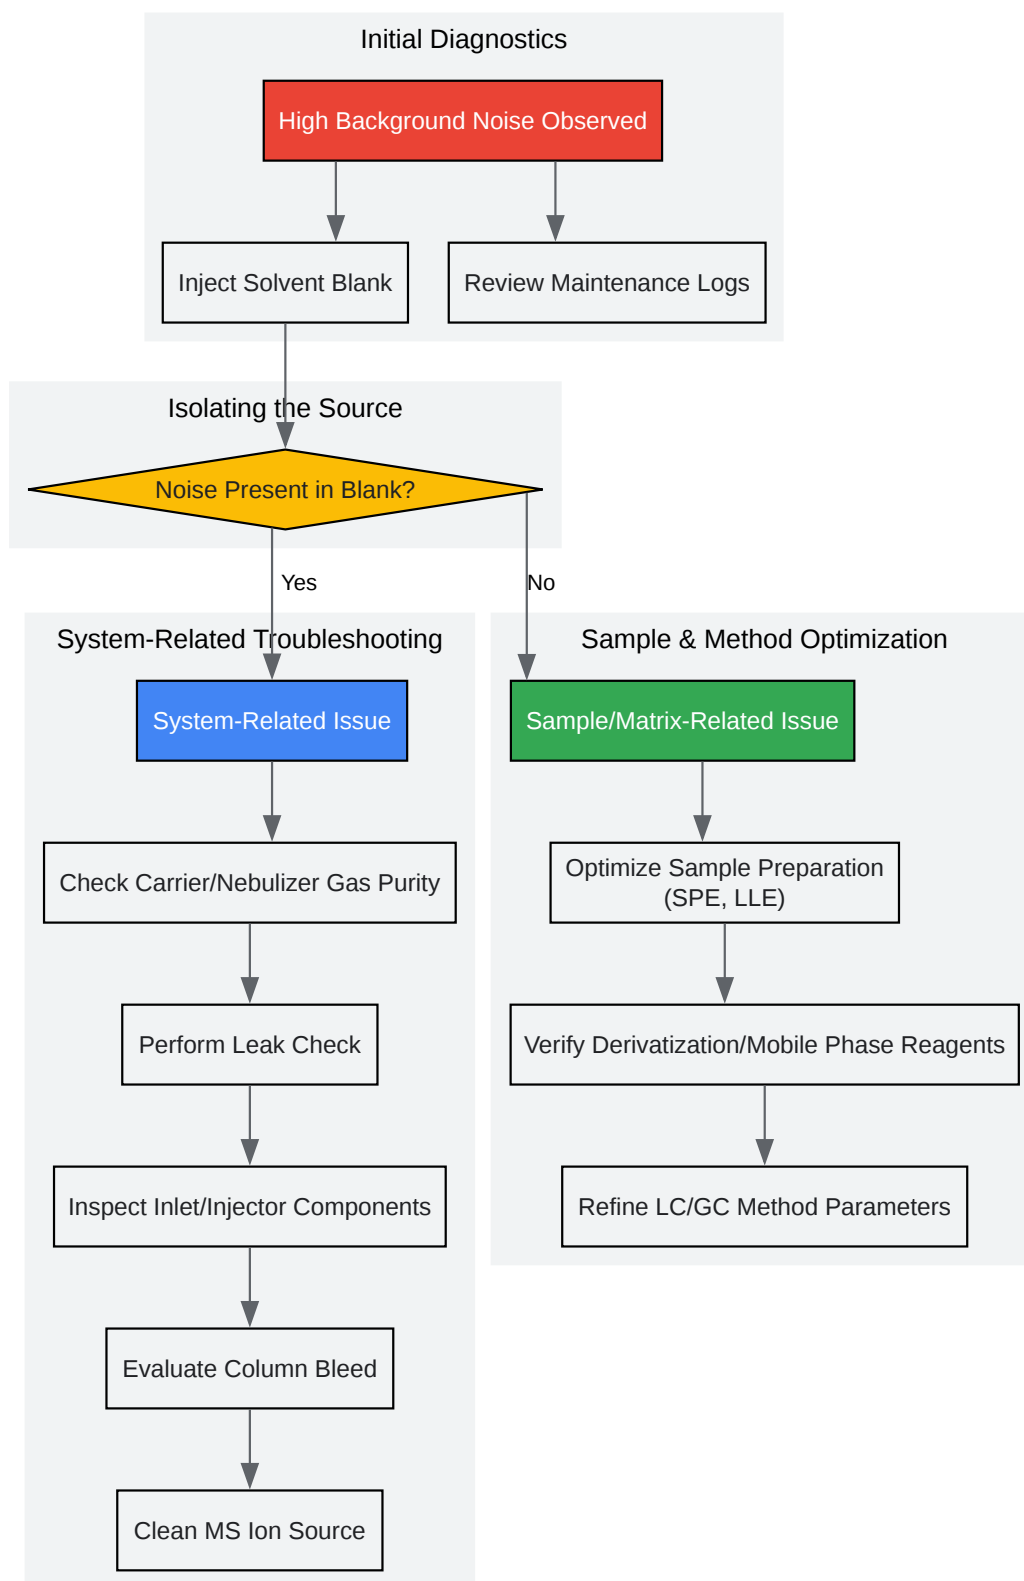 Initial Diagnostics
High Background Noise Observed
Inject Solvent Blank
Review Maintenance Logs
Isolating the Source
Noise Present in Blank?
Yes
No
System-Related Troubleshooting
System-Related Issue
Check Carrier/Nebulizer Gas Purity
Perform Leak Check
Inspect Inlet/Injector Components
Evaluate Column Bleed
Clean MS Ion Source
Sample & Method Optimization
Sample/Matrix-Related Issue
Optimize Sample Preparation
(SPE, LLE)
Verify Derivatization/Mobile Phase Reagents
Refine LC/GC Method Parameters